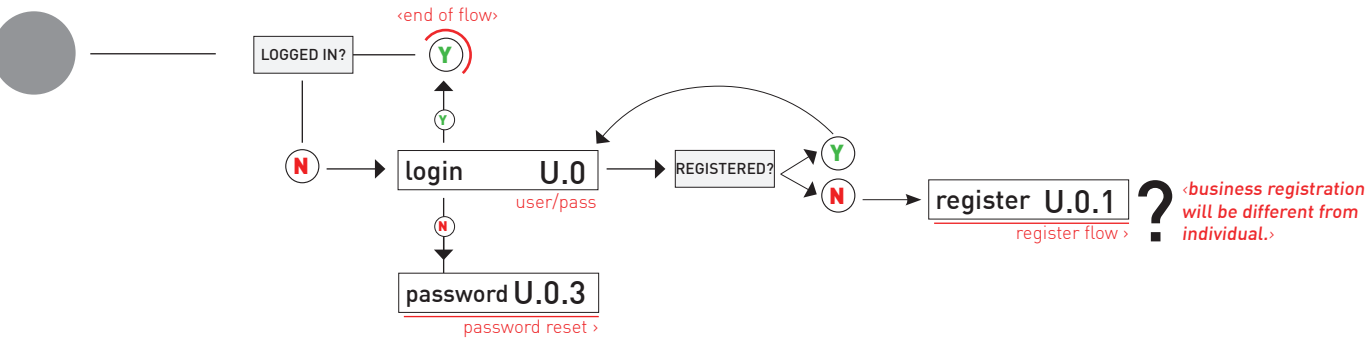 ‹end of flow›
LOGGED IN?
Y
Y
N
login U.0
user/pass
REGISTERED?
Y
N
register U.0.1
register flow ›
?
‹business registration
will be different from
individual.›
N
password U.0.3
password reset ›